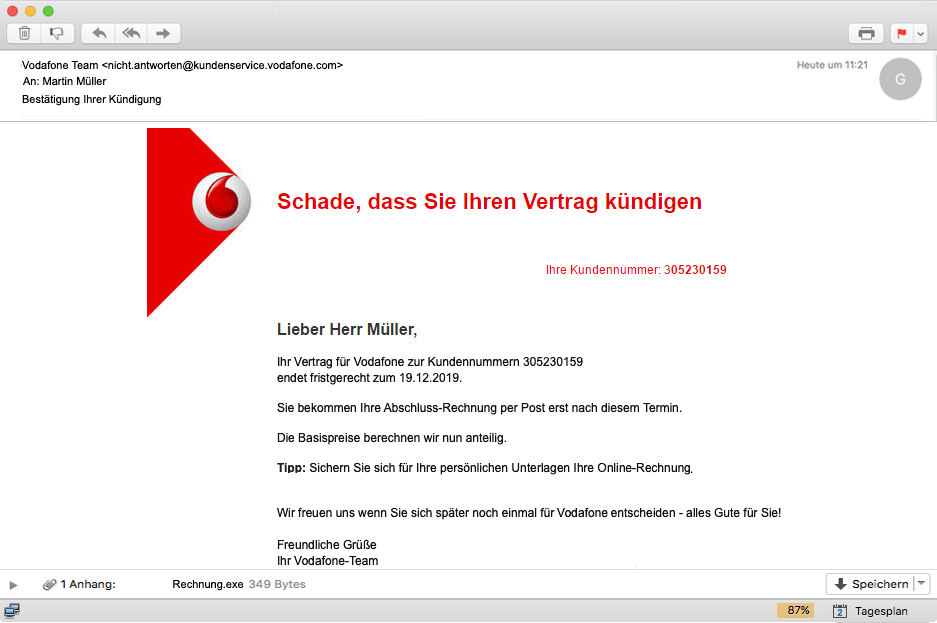 Vodafone Team <nicht.antworten@kundenservice.vodafone.com>
Heute um 11:21
An: Martin Müller
G
Bestätigung Ihrer Kündigung
Schade, dass Sie Ihren Vertrag kündigen
Ihre Kundennummer: 305230159
Lieber Herr Müller,
Ihr Vertrag für Vodafone zur Kundennummern 305230159
endet fristgerecht zum 19.12.2019.
Sie bekommen Ihre Abschluss-Rechnung per Post erst nach diesem Termin.
Die Basispreise berechnen wir nun anteilig.
Tipp: Sichern Sie sich für Ihre persönlichen Unterlagen Ihre Online-Rechnung.
Wir freuen uns wenn Sie sich später noch einmal für Vodafone entscheiden - alles Gute für Sie!
Freundliche Grüße
Ihr Vodafone-Team
1 Anhang: Rechnung.exe 349 Bytes
Speichern
87%
2
Tagesplan